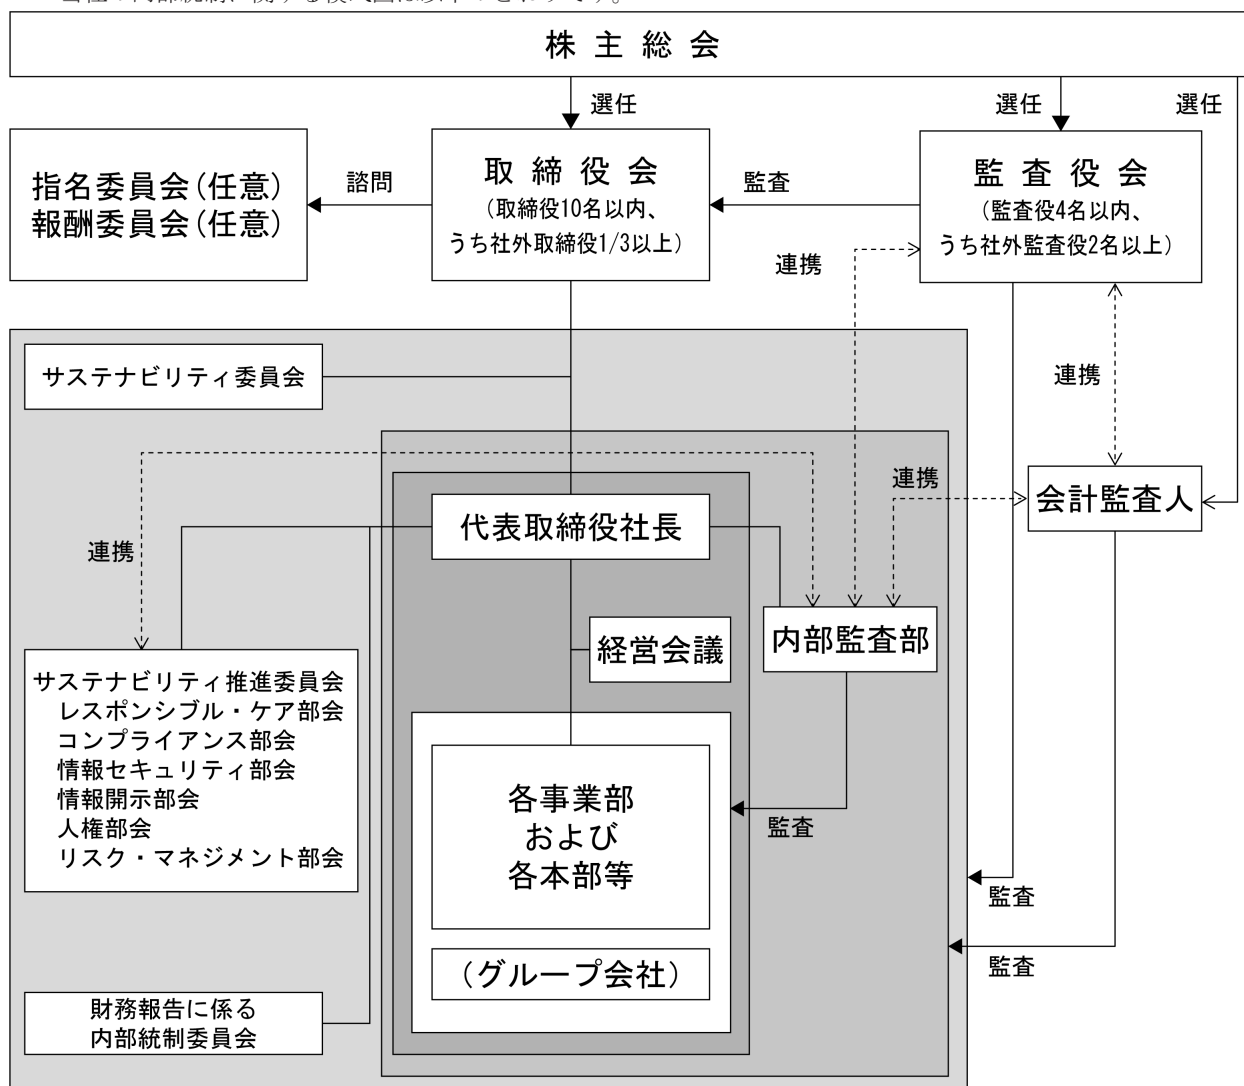 株主総会
選任
選任
選任
指名委員会(任意)
報酬委員会(任意)
諮問
取締役会
(取締役10名以内、
うち社外取締役1/3以上)
監査
監査役会
(監査役4名以内、
うち社外監査役2名以上)
連携
サステナビリティ委員会
連携
代表取締役社長
連携
会計監査人
連携
経営会議
内部監査部
サステナビリティ推進委員会
レスポンシブル・ケア部会
コンプライアンス部会
情報セキュリティ部会
情報開示部会
人権部会
リスク・マネジメント部会
各事業部
および
各本部等
監査
監査
監査
(グループ会社)
財務報告に係る
内部統制委員会